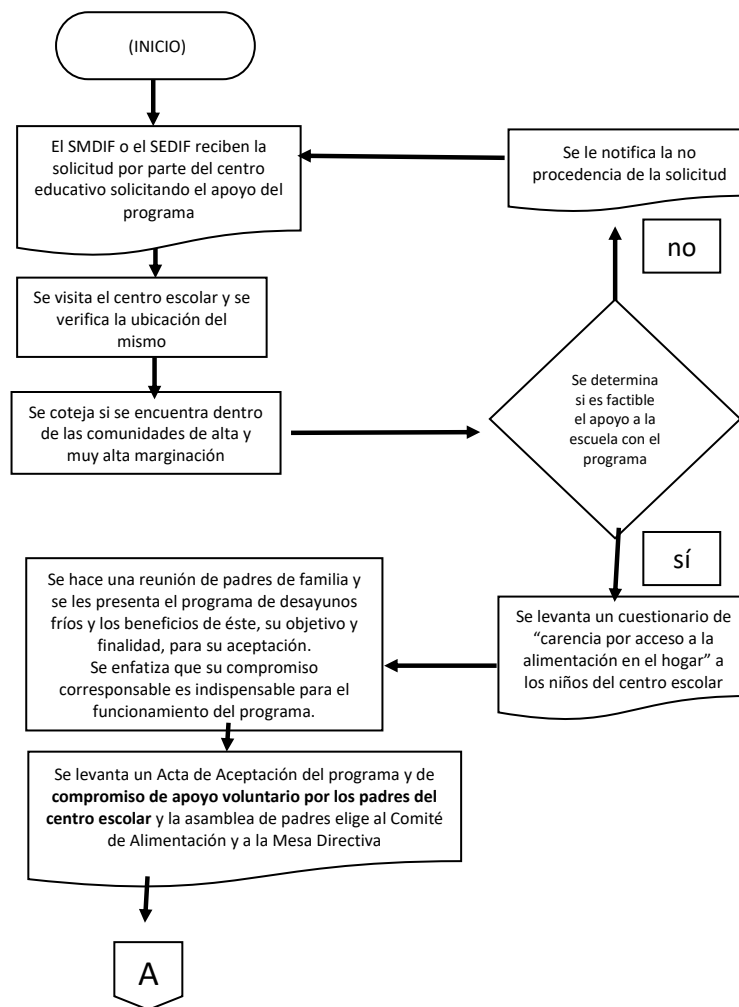 (INICIO)
El SMDIF o el SEDIF reciben la
solicitud por parte del centro
educativo solicitando el apoyo del
programa
Se le notifica la no
procedencia de la solicitud
no
Se visita el centro escolar y se
verifica la ubicación del
mismo
Se coteja si se encuentra dentro
de las comunidades de alta y
muy alta marginación
Se determina
si es factible
el apoyo a la
escuela con el
programa
sí
Se levanta un cuestionario de
“carencia por acceso a la
alimentación en el hogar” a
los niños del centro escolar
Se hace una reunión de padres de familia y
se les presenta el programa de desayunos
fríos y los beneficios de éste, su objetivo y
finalidad, para su aceptación.
Se enfatiza que su compromiso
corresponsable es indispensable para el
funcionamiento del programa.
Se levanta un Acta de Aceptación del programa y de
compromiso de apoyo voluntario por los padres del
centro escolar y la asamblea de padres elige al Comité
de Alimentación y a la Mesa Directiva
A